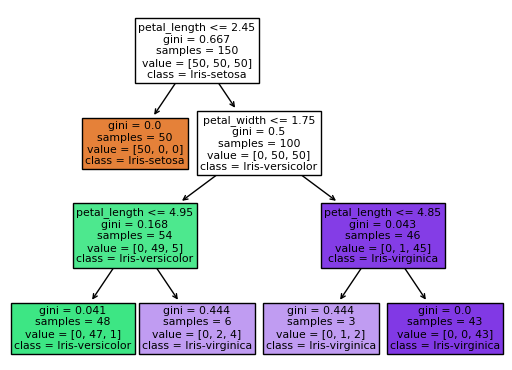 petal_length <= 2.45
gini = 0.667
samples = 150
value = [50, 50, 50]
class = Iris-setosa
gini = 0.0
samples = 50
value = [50, 0, 0]
class = Iris-setosa
petal_width <= 1.75
gini = 0.5
samples = 100
value = [0, 50, 50]
class = Iris-versicolor
petal_length <= 4.95
gini = 0.168
samples = 54
value = [0, 49, 5]
class = Iris-versicolor
petal_length <= 4.85
gini = 0.043
samples = 46
value = [0, 1, 45]
class = Iris-virginica
gini = 0.041
samples = 48
value = [0, 47, 1]
class = Iris-versicolor
gini = 0.444
samples = 6
value = [0, 2, 4]
class = Iris-virginica
gini = 0.444
samples = 3
value = [0, 1, 2]
class = Iris-virginica
gini = 0.0
samples = 43
value = [0, 0, 43]
class = Iris-virginica